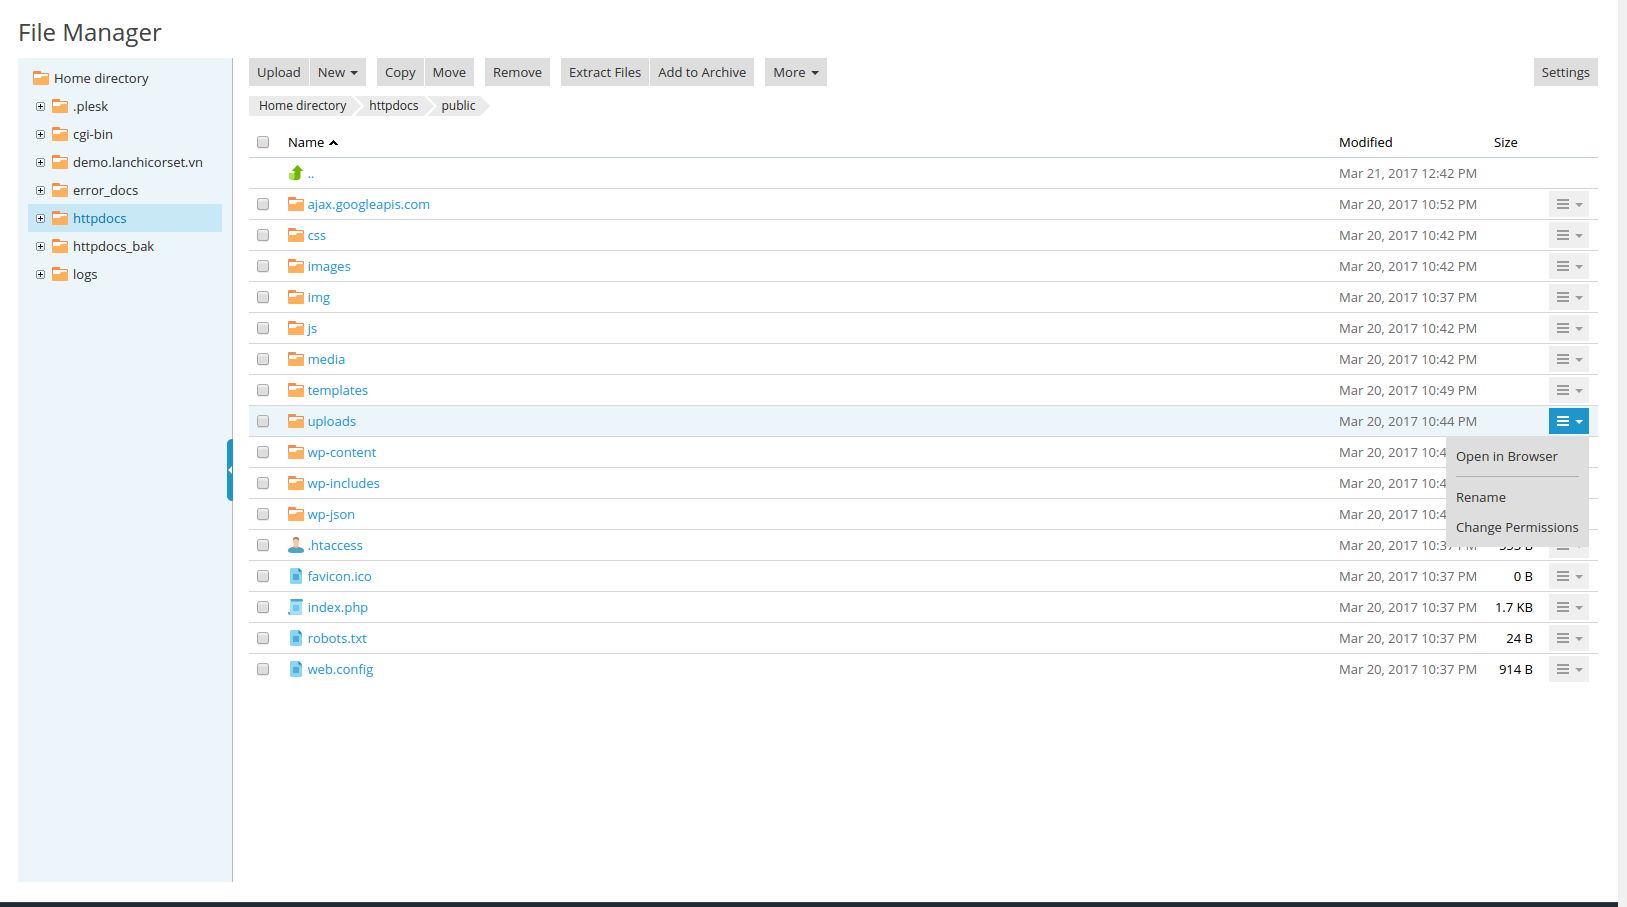 File Manager
Home directory
.plesk
cgi-bin
demo.lanchicorset.vn
error_docs
httpdocs
httpdocs_bak
logs
Upload New Copy Move Remove Extract Files Add to Archive More Settings
Home directory httpdocs public
Name Modified Size
.. Mar 21, 2017 12:42 PM
ajax.googleapis.com Mar 20, 2017 10:52 PM
css Mar 20, 2017 10:42 PM
images Mar 20, 2017 10:42 PM
img Mar 20, 2017 10:37 PM
js Mar 20, 2017 10:42 PM
media Mar 20, 2017 10:42 PM
templates Mar 20, 2017 10:49 PM
uploads Mar 20, 2017 10:44 PM
wp-content Mar 20, 2017 10:4
Open in Browser
wp-includes Mar 20, 2017 10:4
Rename
wp-json Mar 20, 2017 10:4
Change Permissions
.htaccess Mar 20, 2017 10:37 PM
favicon.ico Mar 20, 2017 10:37 PM 0 B
index.php Mar 20, 2017 10:37 PM 1.7 KB
robots.txt Mar 20, 2017 10:37 PM 24 B
web.config Mar 20, 2017 10:37 PM 914 B